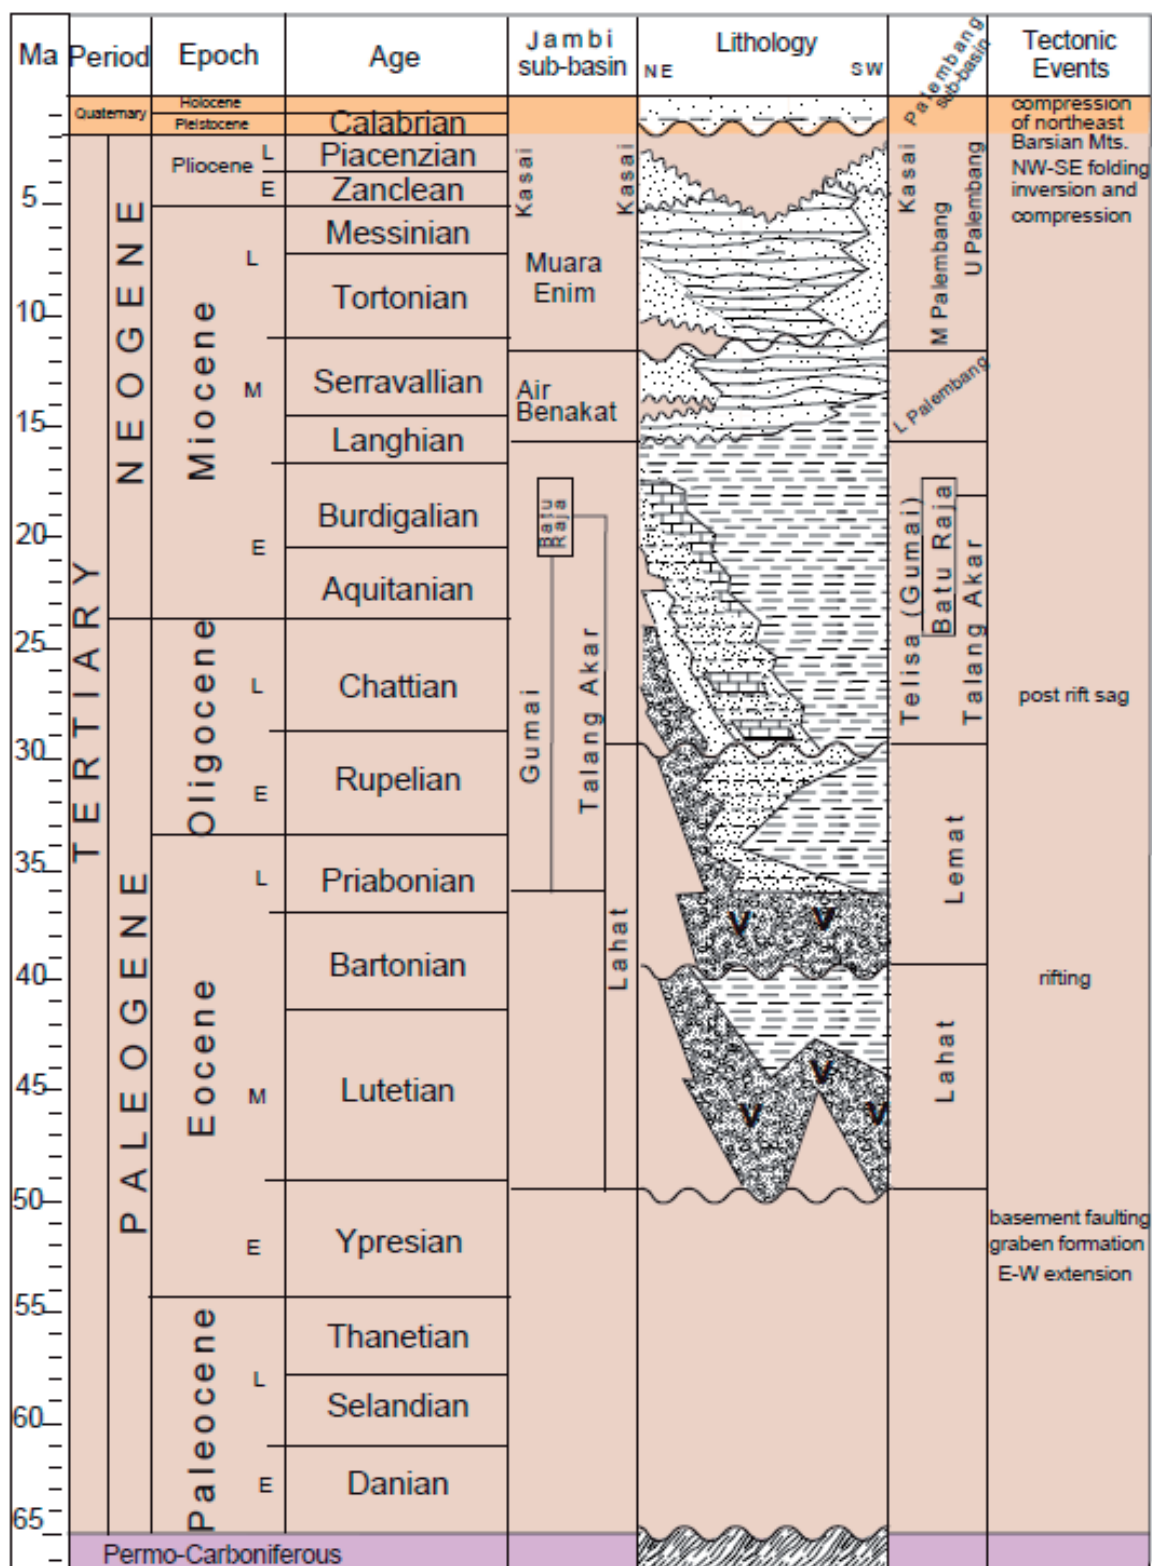 Ma
Period
Epoch
Age
Jambi
sub-basin
Lithology
NE
SW
Palembang
sub-basin
Tectonic
Events
Quaternary
Holocene
Pleistocene
Calabrian
compression
of northeast
Barsian Mts.
NW-SE folding
inversion and
compression
TERTIARY
NEOGENE
Pliocene
L
E
Piacenzian
Zanclean
Kasai
Kasai
Kasai
U Palembang
M Palembang
5
Miocene
L
Messinian
Tortonian
Muara
Enim
10
M
Serravallian
Langhian
Air
Benakat
L Palembang
15
E
Burdigalian
Aquitanian
Batu
Raja
20
Telisa (Gumai)
Batu Raja
Talang Akar
PALEOGENE
Oligocene
L
Chattian
25
Gumai
Talang Akar
post rift sag
30
E
Rupelian
Lemat
Eocene
L
Priabonian
35
Lahat
V
V
Bartonian
40
rifting
M
Lutetian
45
Lahat
V
V
V
50
E
Ypresian
basement faulting
graben formation
E-W extension
55
Paleocene
L
Thanetian
Selandian
60
E
Danian
65
Permo-Carboniferous